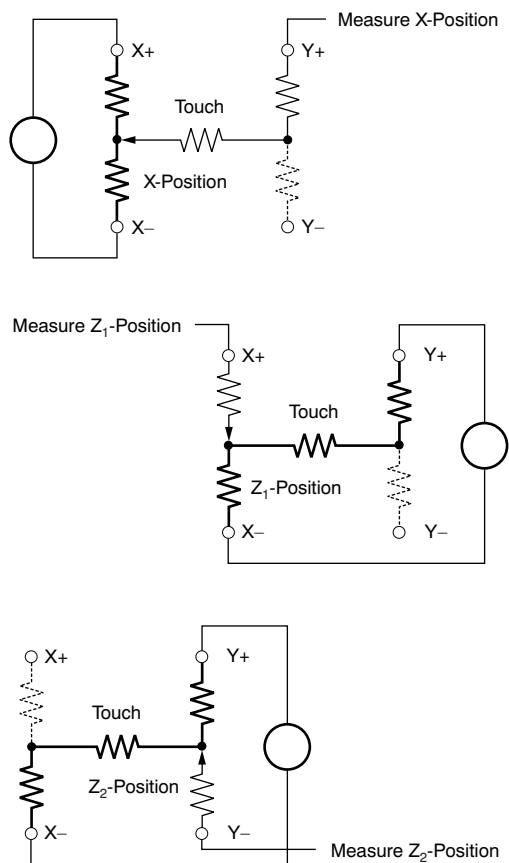 Measure X-Position
X+
Y+
Touch
X-Position
X–
Y–
Measure Z₁-Position
X+
Y+
Touch
Z₁-Position
X–
Y–
X+
Y+
Touch
Z₂-Position
X–
Y–
Measure Z₂-Position